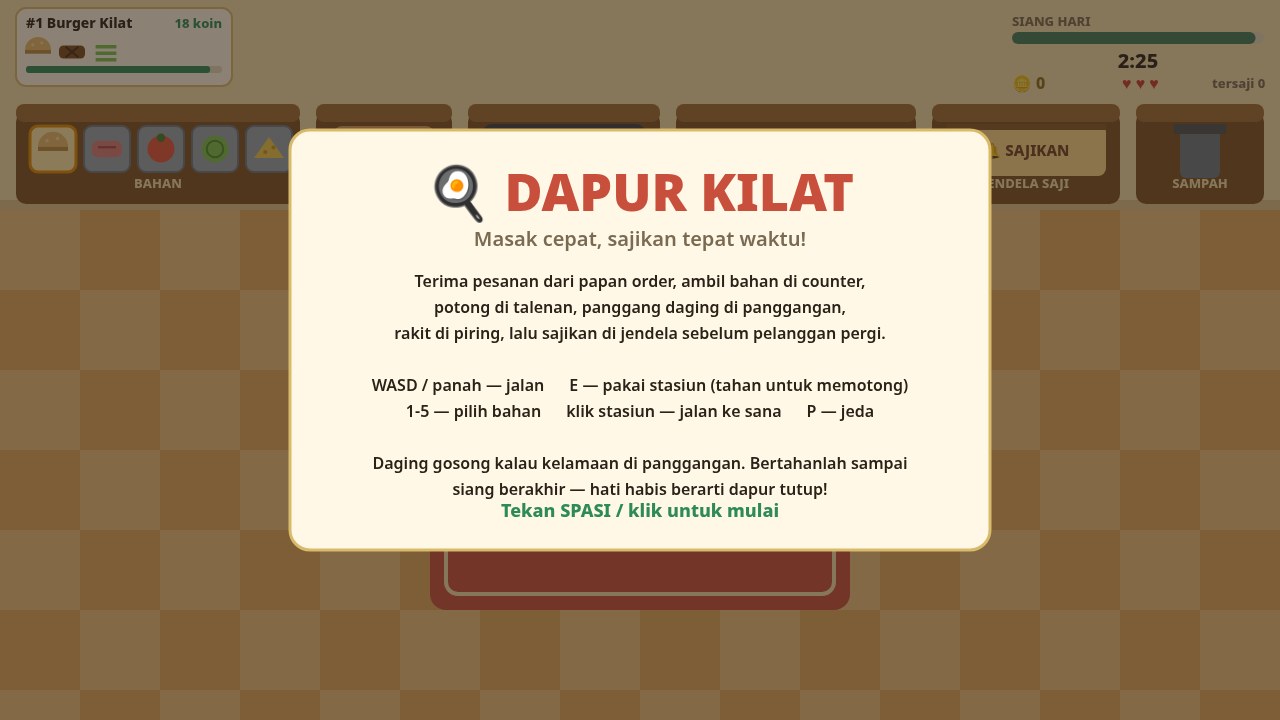 #1 Burger Kilat 18 koin
SIANG HARI
2:25
0 tersaji 0
BAHAN
SAJIKAN
SAMPAH
DAPUR KILAT
Masak cepat, sajikan tepat waktu!
Terima pesanan dari papan order, ambil bahan di counter,
potong di talenan, panggang daging di panggangan,
rakit di piring, lalu sajikan di jendela sebelum pelanggan pergi.
WASD / panah — jalan E — pakai stasiun (tahan untuk memotong)
1-5 — pilih bahan klik stasiun — jalan ke sana P — jeda
Daging gosong kalau kelamaan di panggangan. Bertahanlah sampai
siang berakhir — hati habis berarti dapur tutup!
Tekan SPASI / klik untuk mulai
ENDELA SAJI